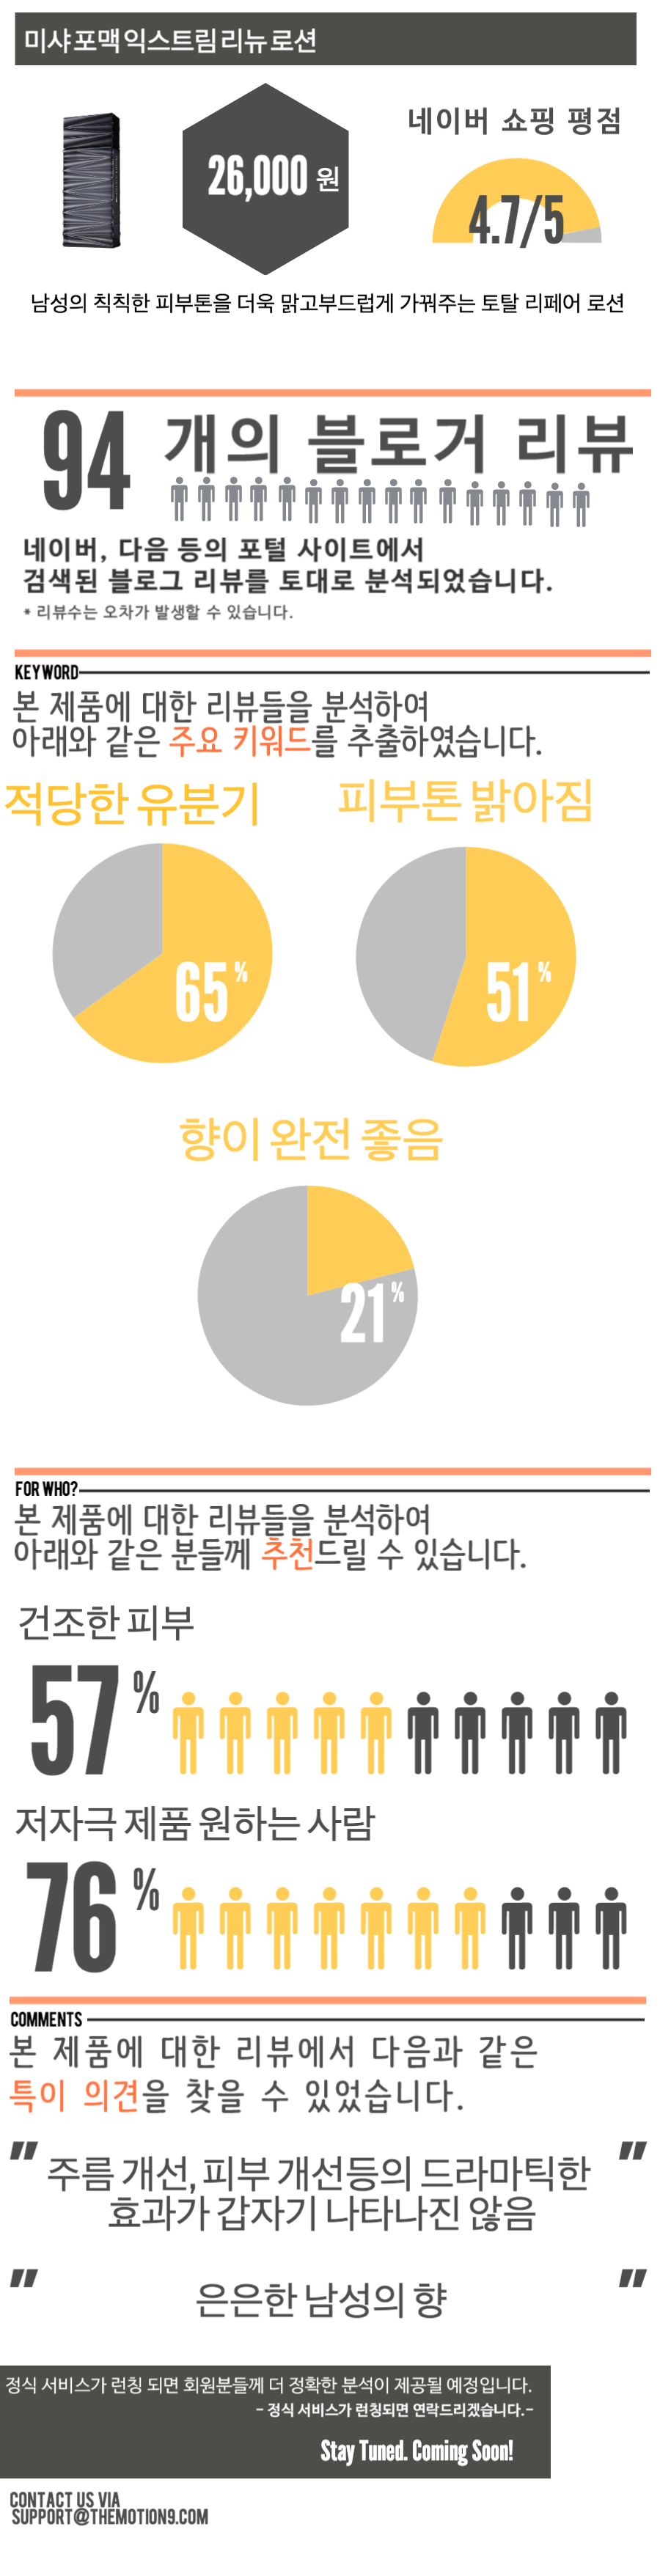 미샤포맥익스트림리뉴로션
26,000 원
네이버 쇼핑 평점
4.7/5
남성의 칙칙한 피부톤을 더욱 맑고부드럽게 가꿔주는 토탈 리페어 로션
94 개의 블로거 리뷰
네이버, 다음 등의 포털 사이트에서
검색된 블로그 리뷰를 토대로 분석되었습니다.
* 리뷰수는 오차가 발생할 수 있습니다.
KEYWORD
본 제품에 대한 리뷰들을 분석하여
아래와 같은 주요 키워드를 추출하였습니다.
적당한 유분기
65%
피부톤 밝아짐
51%
향이 완전 좋음
21%
FOR WHO?
본 제품에 대한 리뷰들을 분석하여
아래와 같은 분들께 추천드릴 수 있습니다.
건조한 피부
57%
저자극 제품 원하는 사람
76%
COMMENTS
본 제품에 대한 리뷰에서 다음과 같은
특이 의견을 찾을 수 있었습니다.
" 주름 개선, 피부 개선등의 드라마틱한 "
효과가 갑자기 나타나진 않음
" 은은한 남성의 향 "
정식 서비스가 런칭 되면 회원분들께 더 정확한 분석이 제공될 예정입니다.
- 정식 서비스가 런칭되면 연락드리겠습니다.-
Stay Tuned. Coming Soon!
CONTACT US VIA
SUPPORT@THEMOTION9.COM